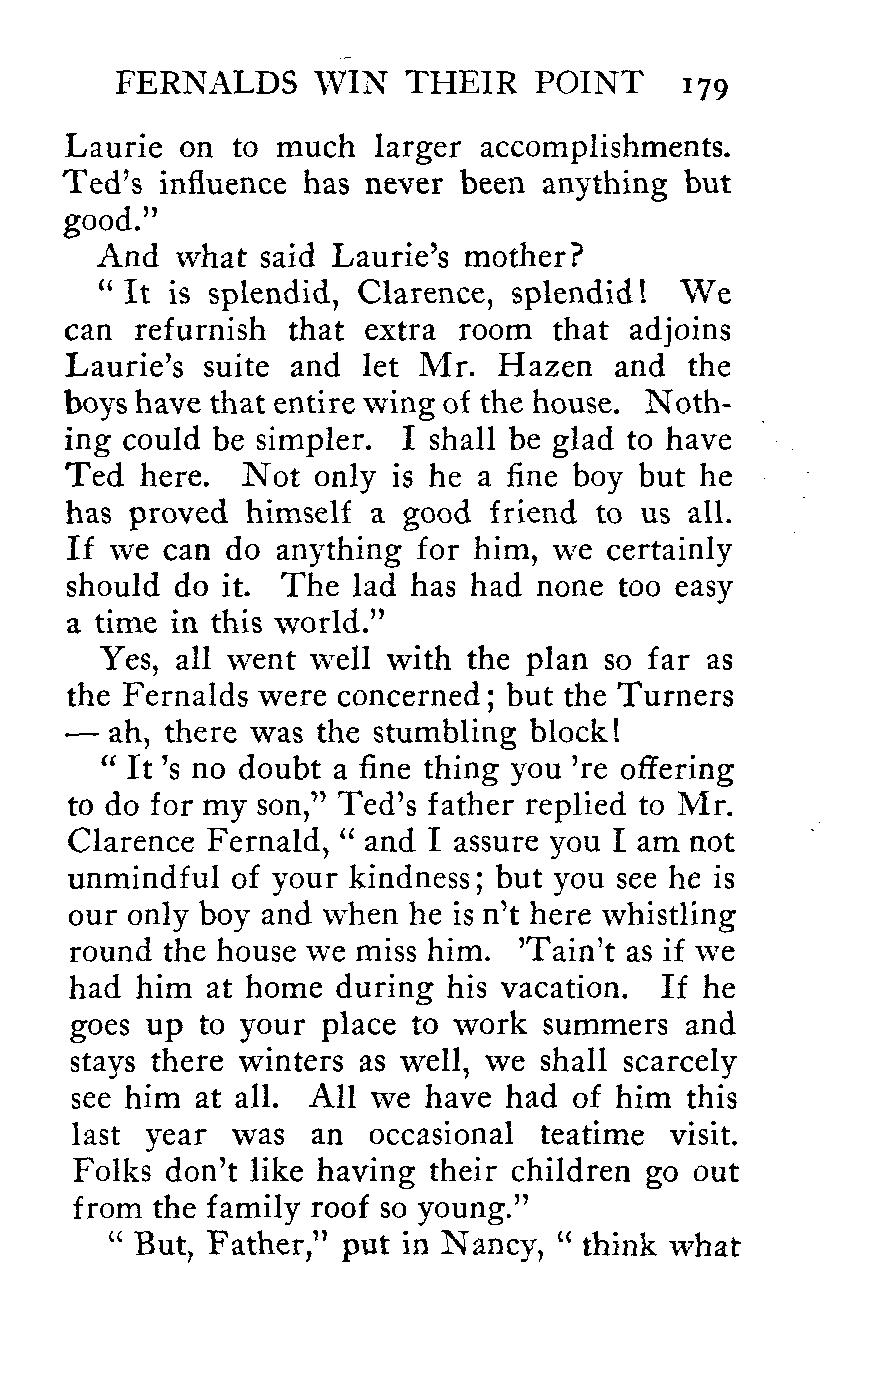 FERNALDS WIN THEIR POINT 179
Laurie on to much larger accomplishments.
Ted's influence has never been anything but
good."
And what said Laurie's mother?
" It is splendid, Clarence, splendid! We
can refurnish that extra room that adjoins
Laurie's suite and let Mr. Hazen and the
boys have that entire wing of the house. Noth-
ing could be simpler. I shall be glad to have
Ted here. Not only is he a fine boy but he
has proved himself a good friend to us all.
If we can do anything for him, we certainly
should do it. The lad has had none too easy
a time in this world."
Yes, all went well with the plan so far as
the Fernalds were concerned; but the Turners
— ah, there was the stumbling block!
" It 's no doubt a fine thing you 're offering
to do for my son," Ted's father replied to Mr.
Clarence Fernald, " and I assure you I am not
unmindful of your kindness; but you see he is
our only boy and when he is n't here whistling
round the house we miss him. 'Tain't as if we
had him at home during his vacation. If he
goes up to your place to work summers and
stays there winters as well, we shall scarcely
see him at all. All we have had of him this
last year was an occasional teatime visit.
Folks don't like having their children go out
from the family roof so young."
" But, Father," put in Nancy, " think what